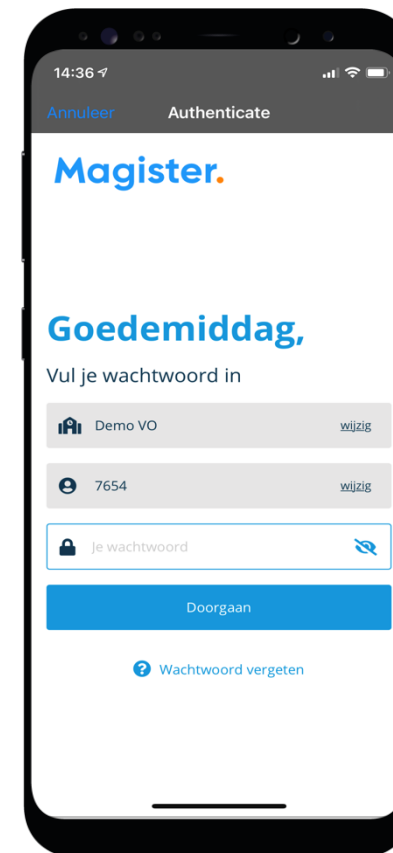 14:36
Annuleer Authenticate
Magister.
Goedemiddag,
Vul je wachtwoord in
Demo VO wijzig
7654 wijzig
Je wachtwoord
Doorgaan
Wachtwoord vergeten